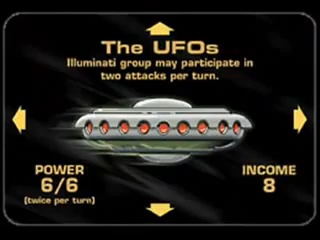 The UFOs
Illuminati group may participate in
two attacks per turn.
POWER
6/6
(twice per turn)
INCOME
8